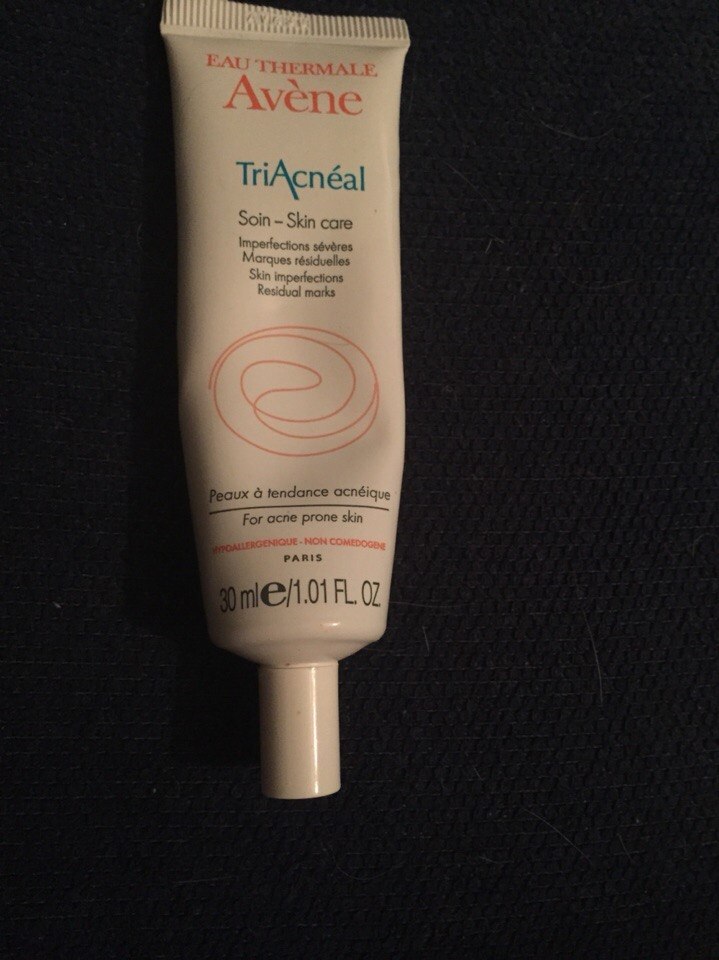 EAU THERMALE
Avène
TriAcnéal
Soin – Skin care
Imperfections sévères
Marques résiduelles
Skin imperfections
Residual marks
Peaux à tendance acnéique
For acne prone skin
HYPOALLERGENIQUE - NON COMEDOGENE
PARIS
30 ml e/1.01 FL. OZ.